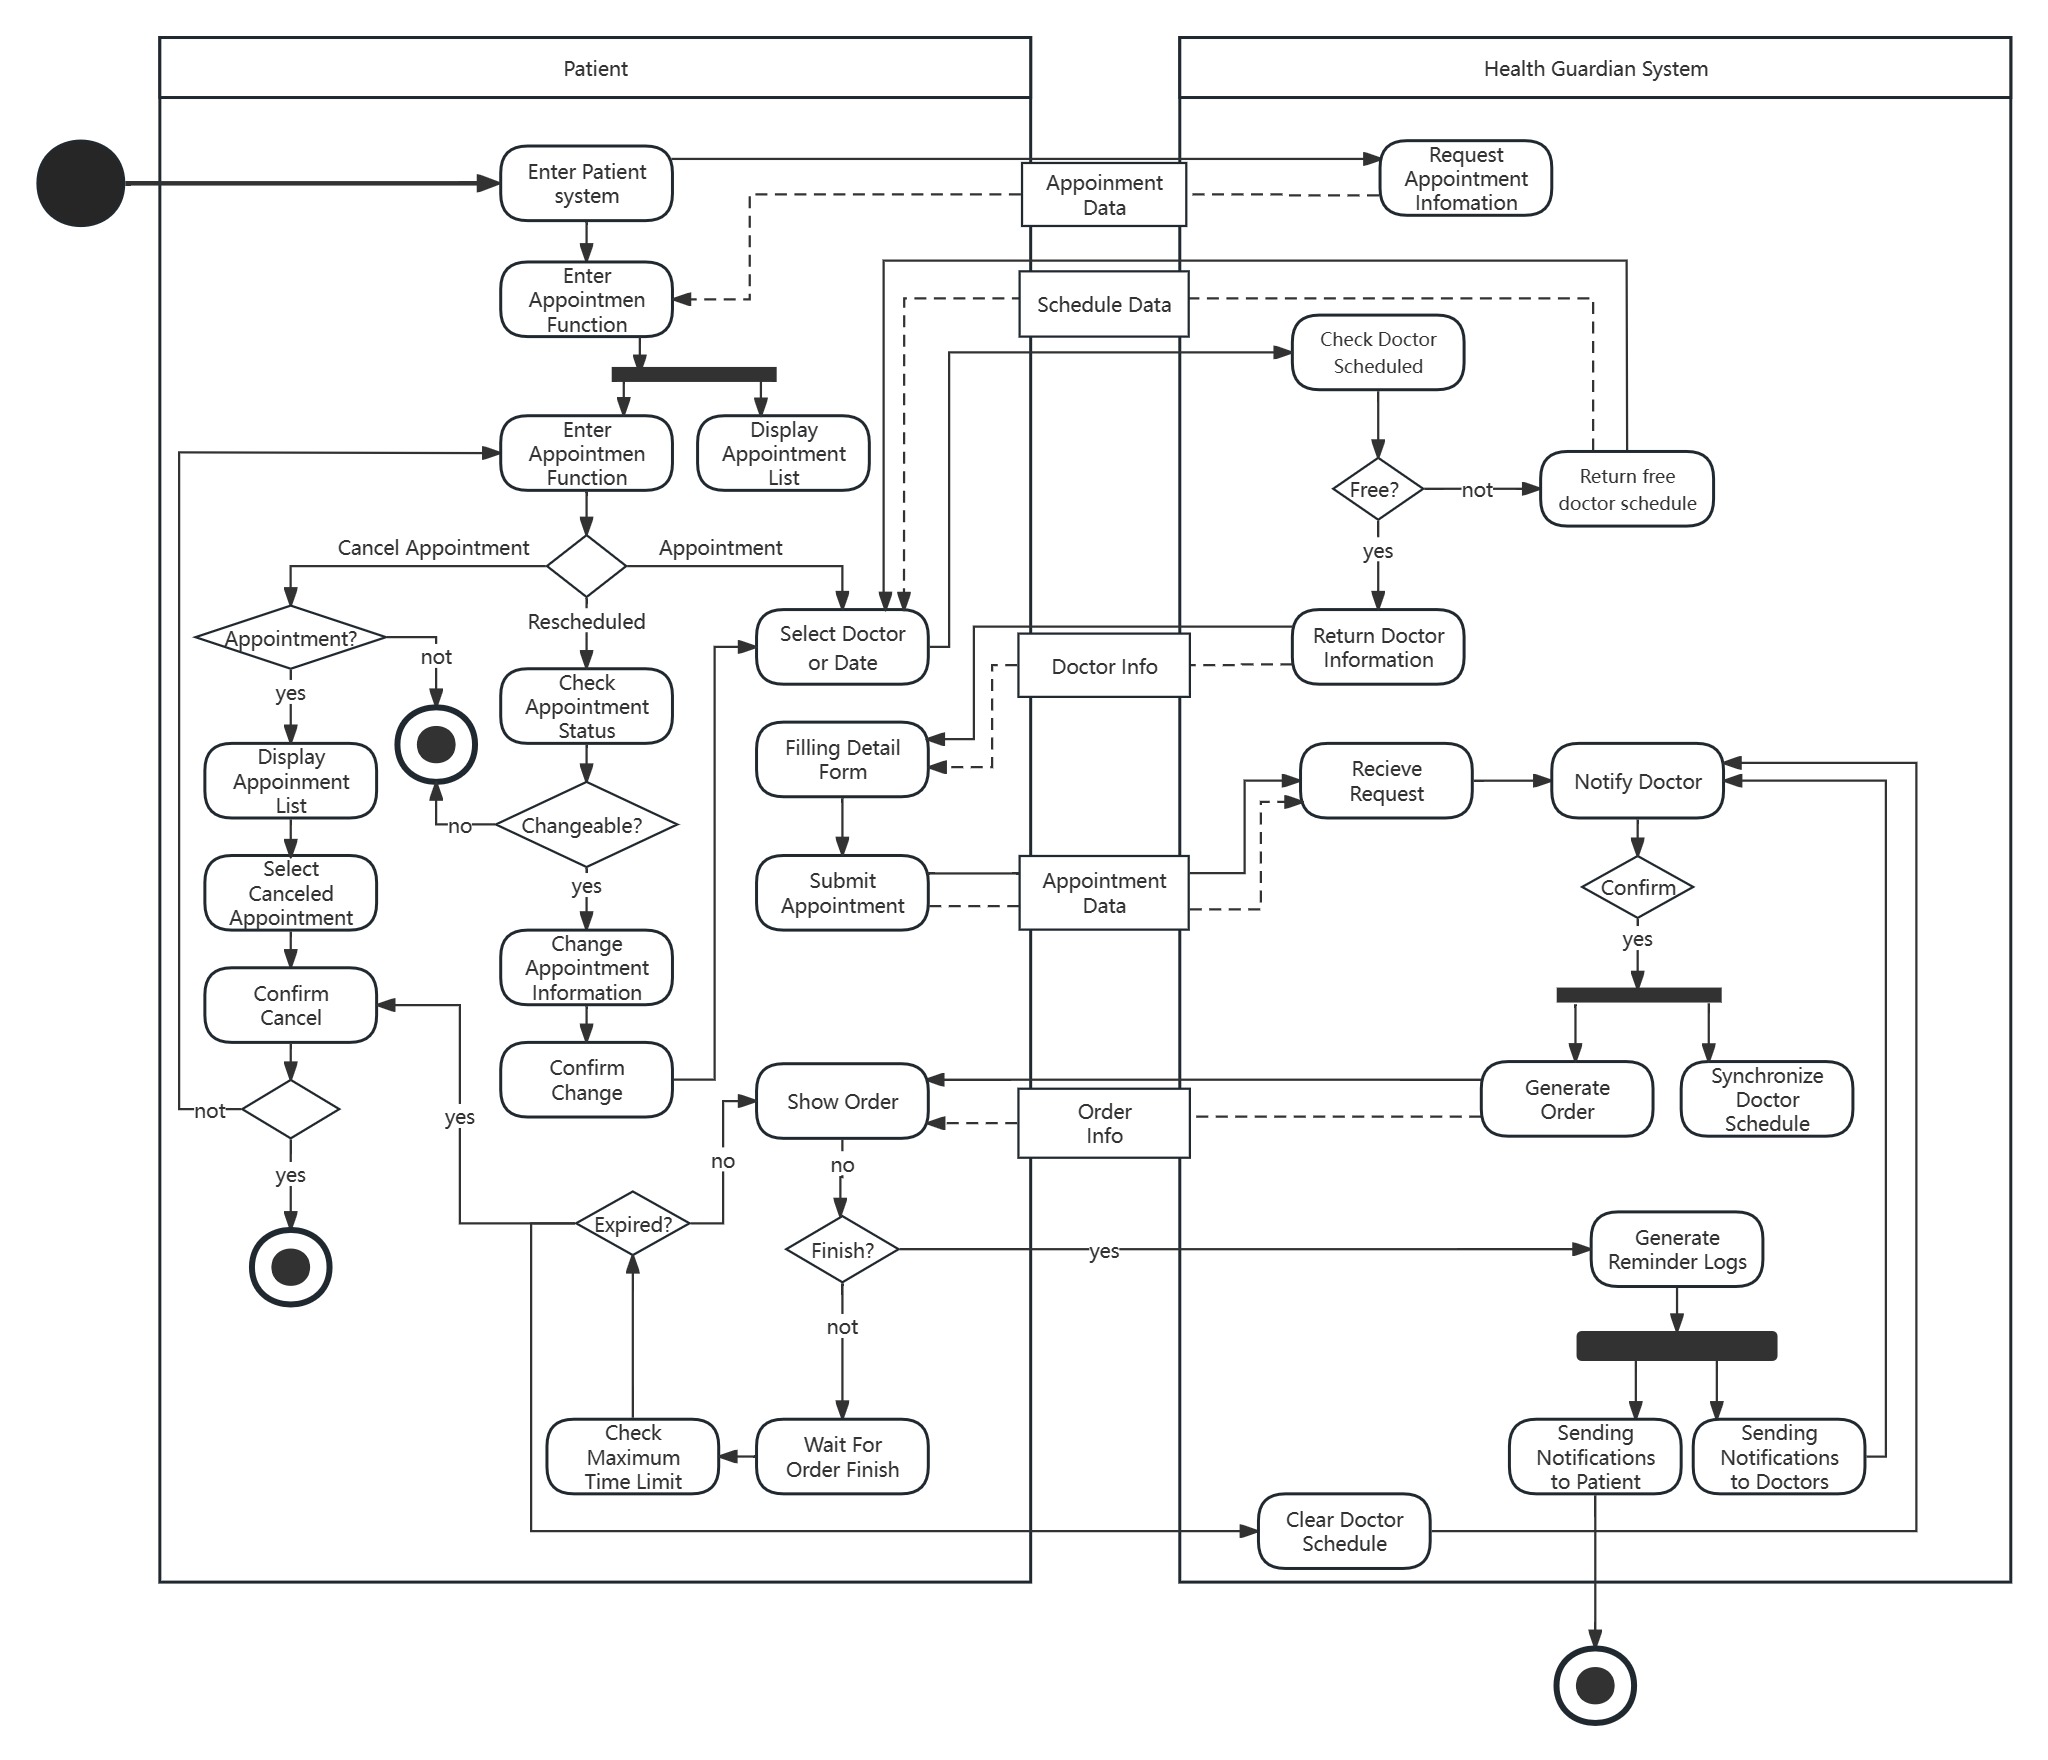 Patient
Health Guardian System
Enter Patient
system
Request
Appointment
Infomation
Appoinment
Data
Enter
Appointmen
Function
Schedule Data
Check Doctor
Scheduled
Enter
Appointmen
Function
Display
Appointment
List
Free?
not
Return free
doctor schedule
Cancel Appointment
Appointment
yes
Rescheduled
Appointment?
not
Select Doctor
or Date
Doctor Info
Return Doctor
Information
yes
Check
Appointment
Status
Display
Appoinment
List
Filling Detail
Form
Recieve
Request
Notify Doctor
no
Changeable?
Select
Canceled
Appointment
yes
Submit
Appointment
Appointment
Data
Confirm
yes
Change
Appointment
Information
Confirm
Cancel
Confirm
Change
Show Order
Order
Info
Generate
Order
Synchronize
Doctor
Schedule
not
yes
no
no
yes
Expired?
Finish?
yes
Generate
Reminder Logs
not
Check
Maximum
Time Limit
Wait For
Order Finish
Sending
Notifications
to Patient
Sending
Notifications
to Doctors
Clear Doctor
Schedule